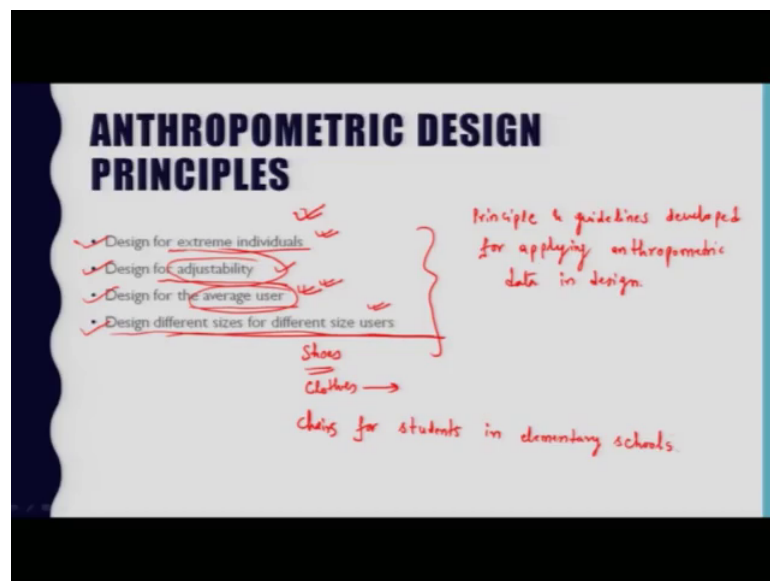 ANTHROPOMETRIC DESIGN
PRINCIPLES
• Design for extreme individuals
• Design for adjustability
• Design for the average user
• Design different sizes for different size users
Principle & guidelines developed
for applying anthropometric
data in design.
Shoes
Clothes →
Chairs for students in elementary schools.